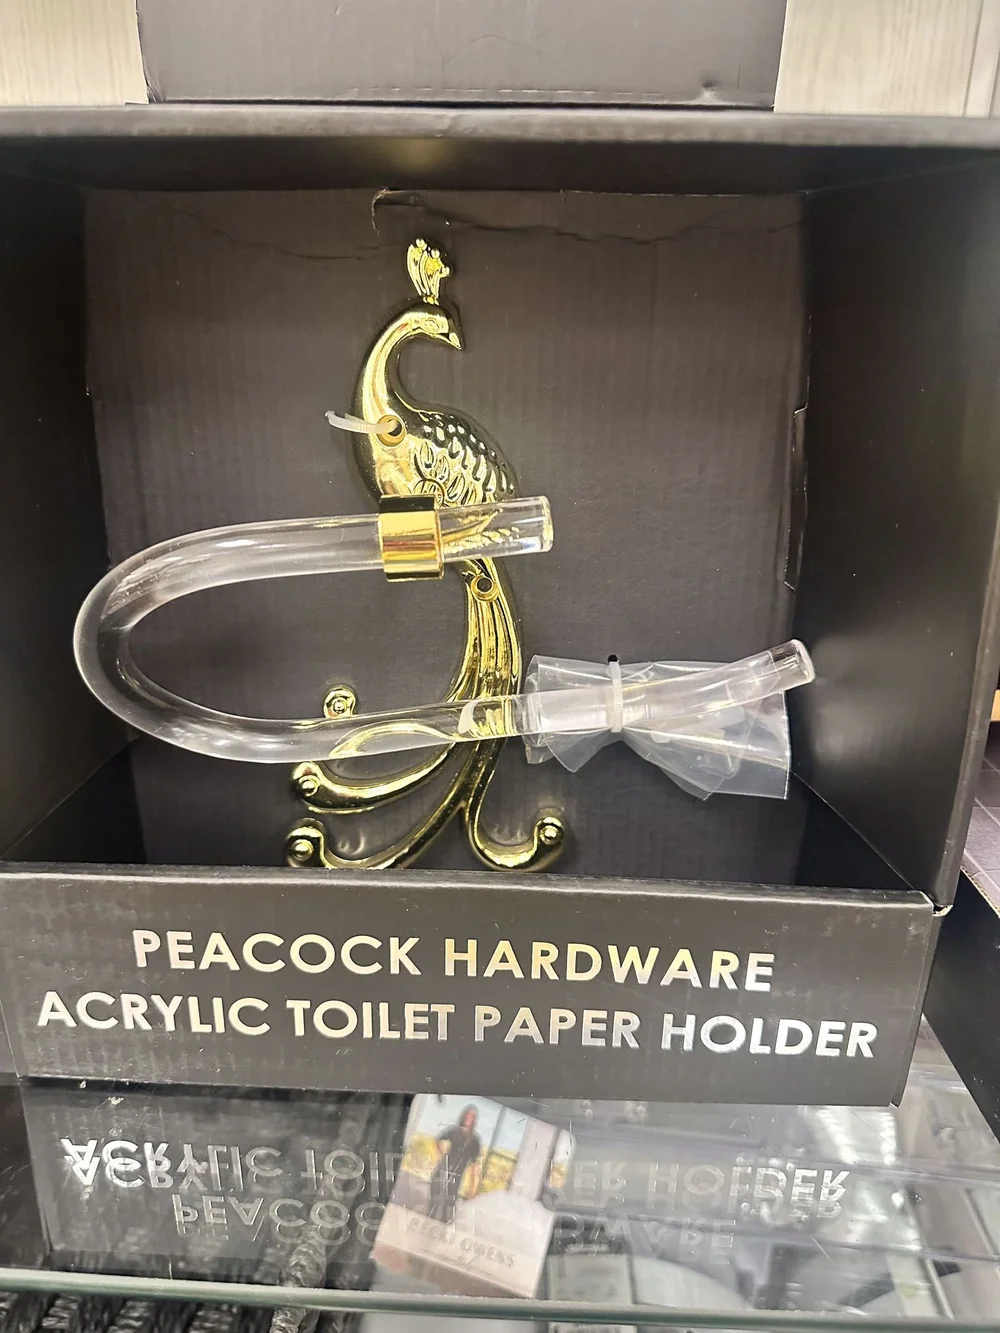 PEACOCK HARDWARE
ACRYLIC TOILET PAPER HOLDER
BECKI OWENS